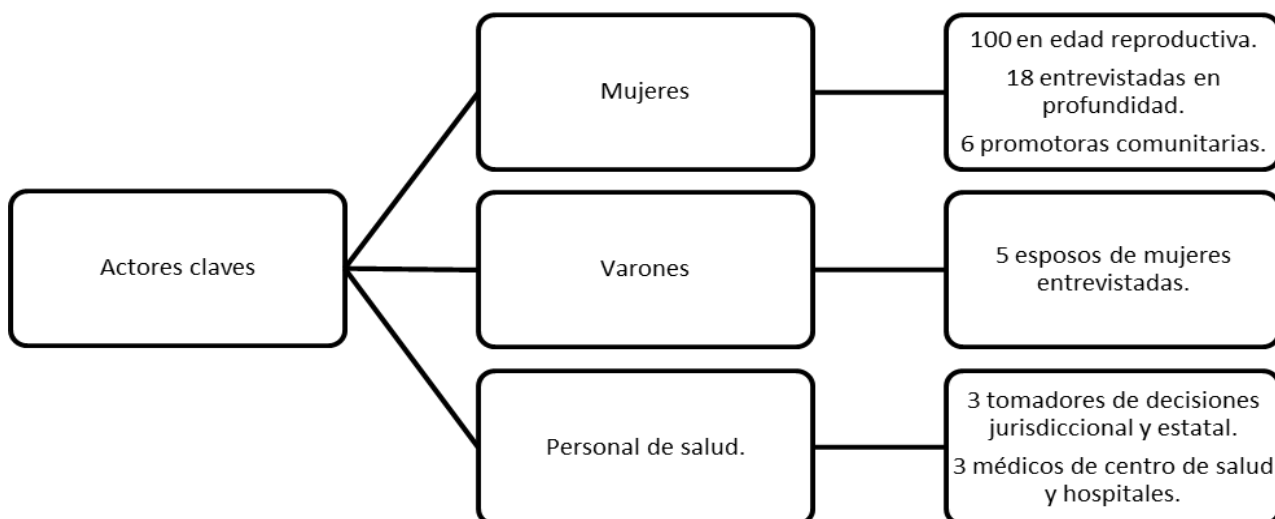 Actores claves
Mujeres
100 en edad reproductiva.
18 entrevistadas en
profundidad.
6 promotoras comunitarias.
Varones
5 esposos de mujeres
entrevistadas.
Personal de salud.
3 tomadores de decisiones
jurisdiccional y estatal.
3 médicos de centro de salud
y hospitales.